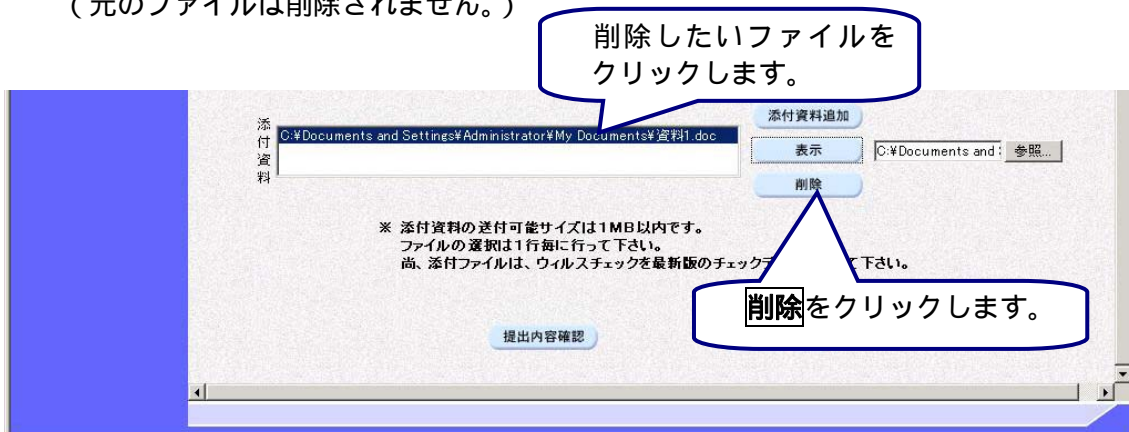 （元のファイルは削除されません。）
削除したいファイルを
クリックします。
添付資料
C:¥Documents and Settings¥Administrator¥My Documents¥資料1.doc
添付資料追加
表示
C:¥Documents and
参照...
削除
※ 添付資料の送付可能サイズは1MB以内です。
ファイルの選択は1行毎に行って下さい。
尚、添付ファイルは、ウィルスチェックを最新版のチェック
て下さい。
削除をクリックします。
提出内容確認